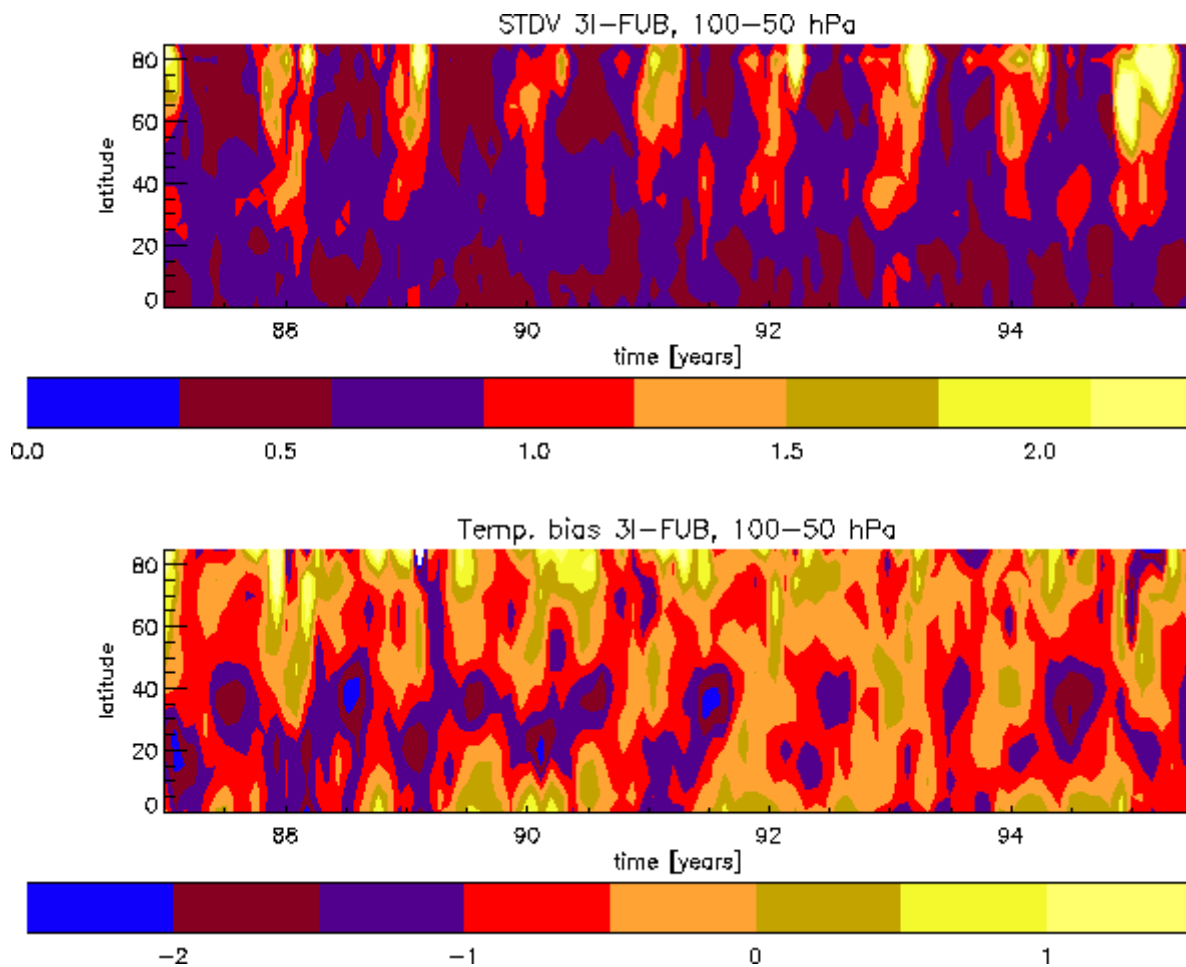 STDV 3I-FUB, 100-50 hPa
80
60
40
20
0
latitude
88 90 92 94
time [years]
0.0 0.5 1.0 1.5 2.0
Temp. bias 3I-FUB, 100-50 hPa
80
60
40
20
0
latitude
88 90 92 94
time [years]
-2 -1 0 1